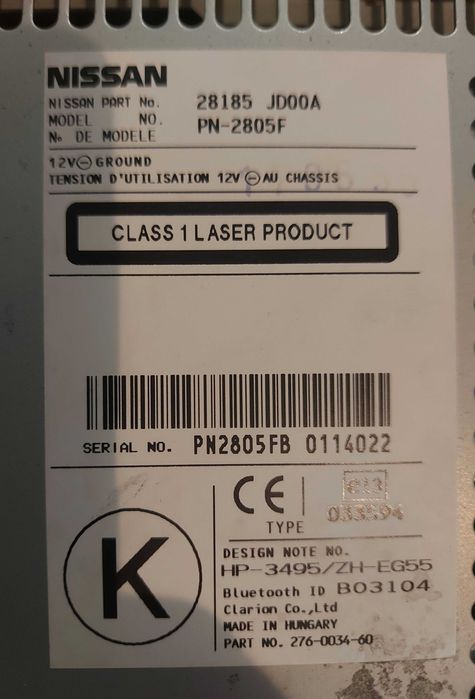 NISSAN
NISSAN PART No. 28185 JD00A
MODEL NO. PN-2805F
No DE MODELE
12V⊖GROUND
TENSION D'UTILISATION 12V ⊖AU CHASSIS
CLASS 1 LASER PRODUCT
SERIAL NO. PN2805FB 0114022
K
CE
TYPE
DESIGN NOTE NO.
HP-3495/ZH-EG55
Bluetooth ID B03104
Clarion Co.,Ltd
MADE IN HUNGARY
PART NO. 276-0034-60